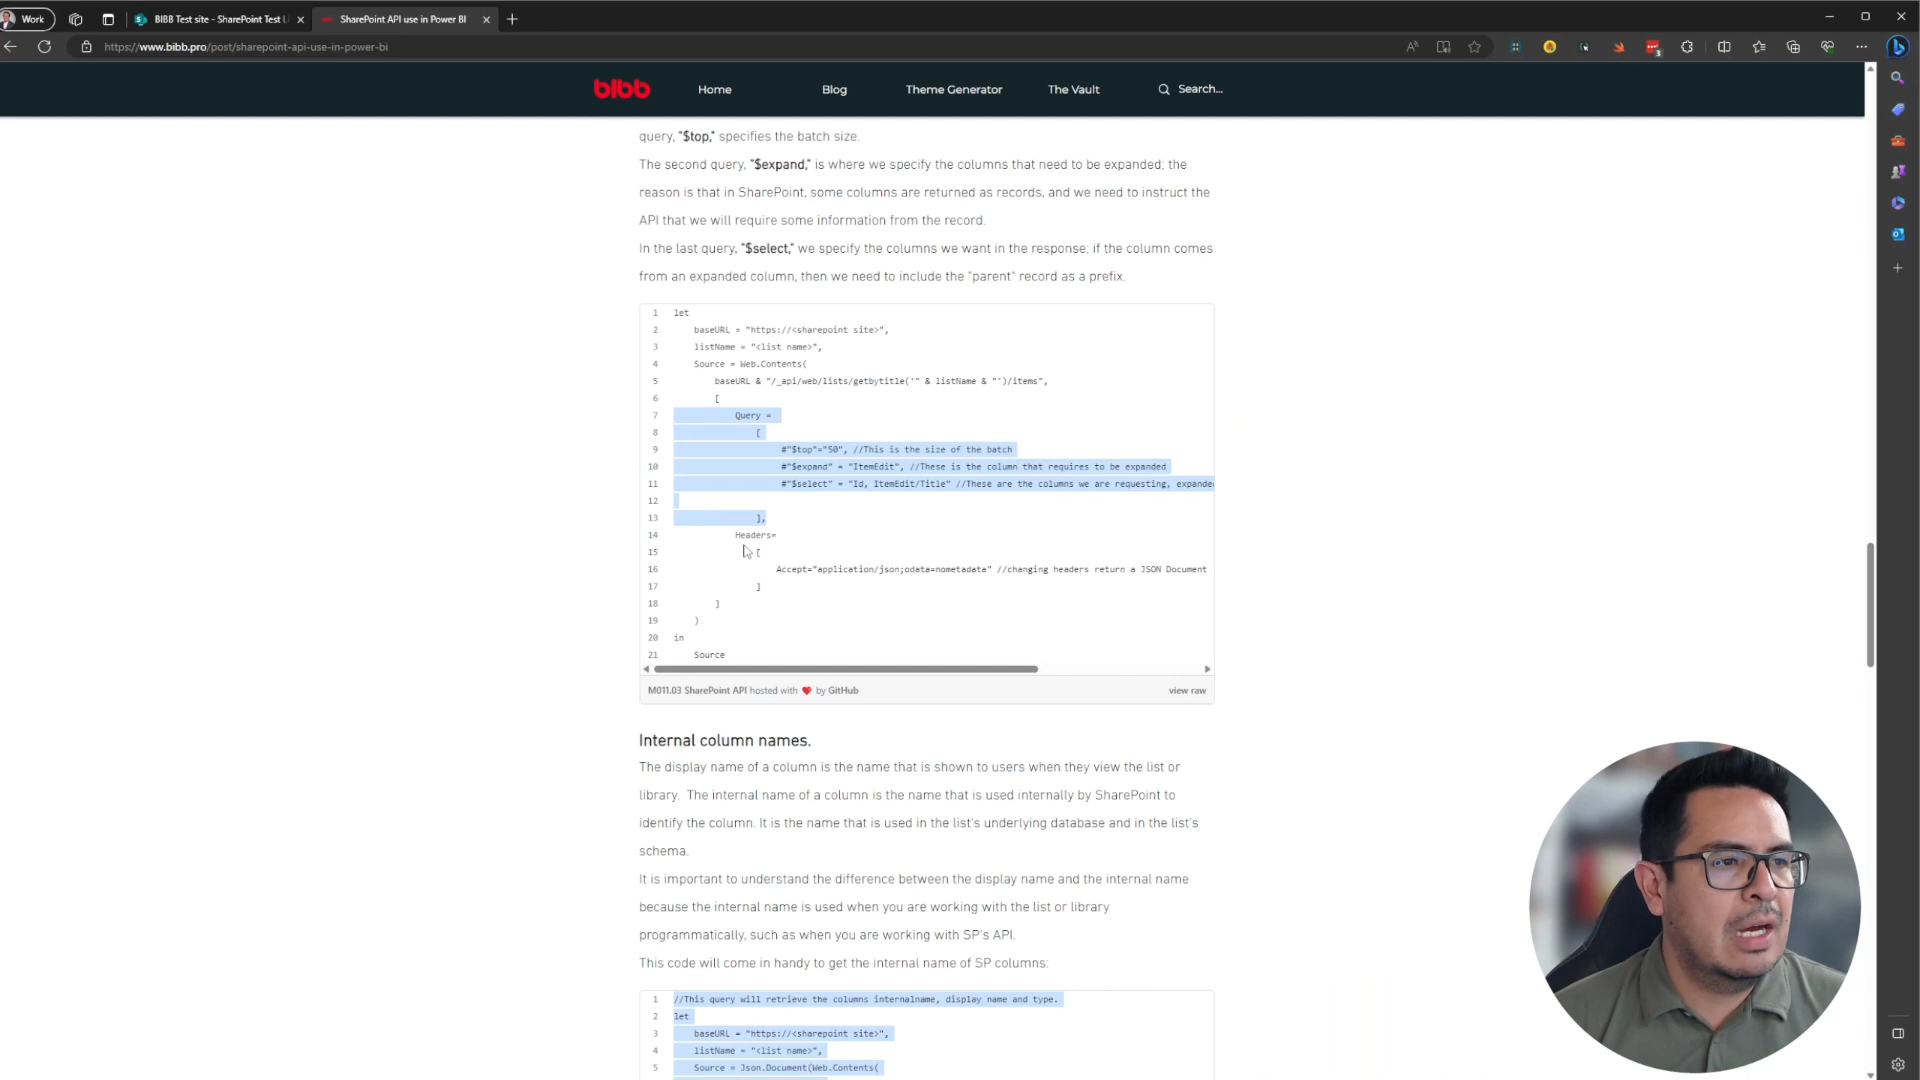 Work
BIBB Test site - SharePoint Test Li
SharePoint API use in Power BI
https://www.bibb.pro/post/sharepoint-api-use-in-power-bi
bibb
Home
Blog
Theme Generator
The Vault
Search...
query, "$top," specifies the batch size.
The second query, "$expand," is where we specify the columns that need to be expanded; the
reason is that in SharePoint, some columns are returned as records, and we need to instruct the
API that we will require some information from the record.
In the last query, "$select," we specify the columns we want in the response; if the column comes
from an expanded column, then we need to include the "parent" record as a prefix.
1 let
2 baseURL = "https://<sharepoint site>",
3 listName = "<list name>",
4 Source = Web.Contents(
5 baseURL & "/_api/web/lists/getbytitle('" & listName & "')/items",
6 [
7 Query =
8 [
9 #"$top"="50", //This is the size of the batch
10 #"$expand" = "ItemEdit", //These is the column that requires to be expanded
11 #"$select" = "Id, ItemEdit/Title" //These are the columns we are requesting, expande
12
13 ],
14 Headers=
15 [
16 Accept="application/json;odata=nometadata" //changing headers return a JSON Document
17 ]
18 ]
19 )
20 in
21 Source
M011.03 SharePoint API hosted with ❤ by GitHub
view raw
Internal column names.
The display name of a column is the name that is shown to users when they view the list or
library. The internal name of a column is the name that is used internally by SharePoint to
identify the column. It is the name that is used in the list's underlying database and in the list's
schema.
It is important to understand the difference between the display name and the internal name
because the internal name is used when you are working with the list or library
programmatically, such as when you are working with SP's API.
This code will come in handy to get the internal name of SP columns:
1 //This query will retrieve the columns internalname, display name and type.
2 let
3 baseURL = "https://<sharepoint site>",
4 listName = "<list name>",
5 Source = Json.Document(Web.Contents(